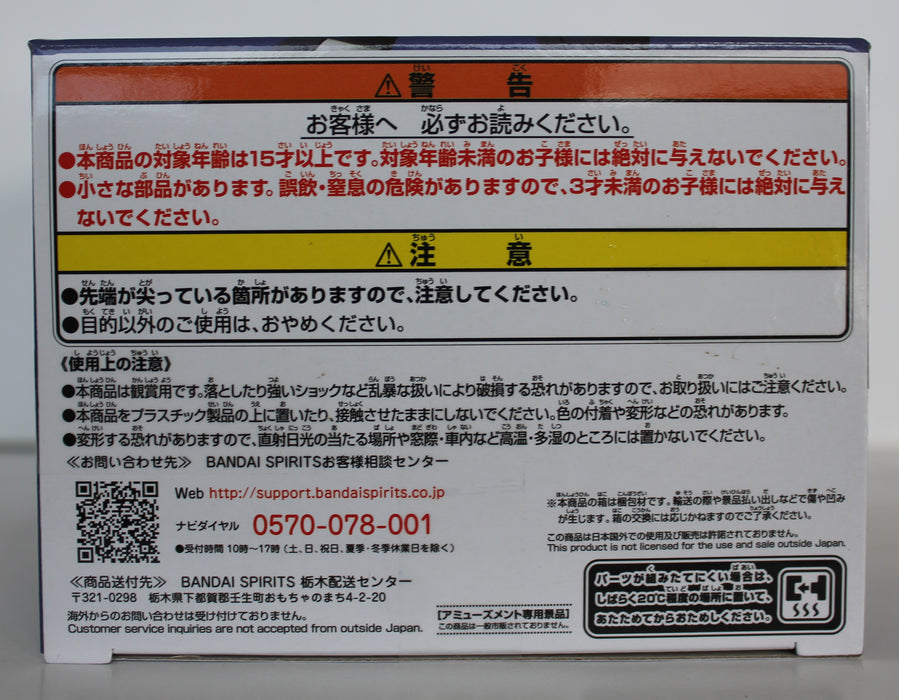 ⚠警告
お客様へ 必ずお読みください。
●本商品の対象年齢は15才以上です。対象年齢未満のお子様には絶対に与えないでください。
●小さな部品があります。誤飲・窒息の危険がありますので、3才未満のお子様には絶対に与え
ないでください。
⚠注意
●先端が尖っている箇所がありますので、注意してください。
●目的以外のご使用は、おやめください。
《使用上の注意》
●本商品は観賞用です。落としたり強いショックなど乱暴な扱いにより破損する恐れがありますので、お取り扱いにはご注意ください。
●本商品をプラスチック製品の上に置いたり、接触させたままにしないでください。色の付着や変形などの恐れがあります。
●変形する恐れがありますので、直射日光の当たる場所や窓際・車内など高温・多湿のところには置かないでください。
≪お問い合わせ先≫ BANDAI SPIRITSお客様相談センター
Web http://support.bandaispirits.co.jp
ナビダイヤル 0570-078-001
●受付時間 10時〜17時（土、日、祝日、夏季・冬季休業日を除く）
※本商品の箱は梱包材です。輸送の際や景品払い出しなどで傷や凹み
が生じます。箱の交換には応じかねますのでご了承ください。
この商品は日本国外での使用及び販売は許諾されておりません。
This product is not licensed for the use and sale outside Japan.
≪商品送付先≫ BANDAI SPIRITS 栃木配送センター
〒321-0298 栃木県下都賀郡壬生町おもちゃのまち4-2-20
海外からのお問い合わせは受け付けておりません。
Customer service inquiries are not accepted from outside Japan.
【アミューズメント専用景品】
この商品は一般市販されておりません。
パーツが組みたてにくい場合は、
しばらく20℃程度の場所に置いて、
あたためてからおためしください。